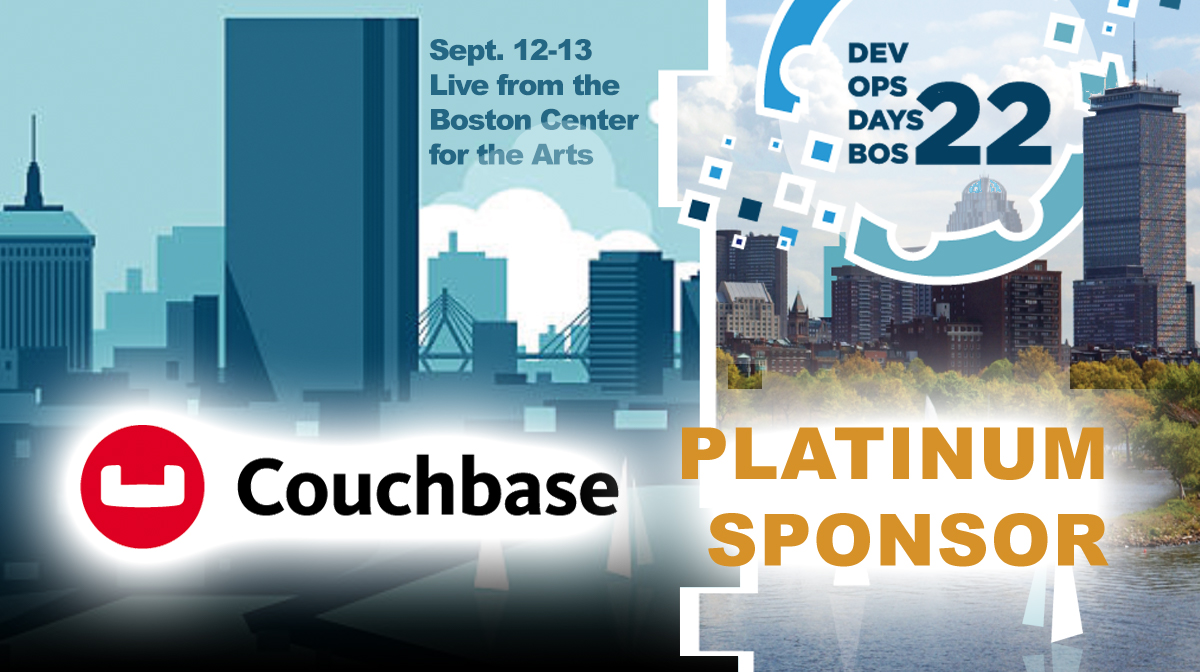 Sept. 12-13
Live from the
Boston Center
for the Arts
DEV
OPS
DAYS
BOS 22
Couchbase
PLATINUM
SPONSOR